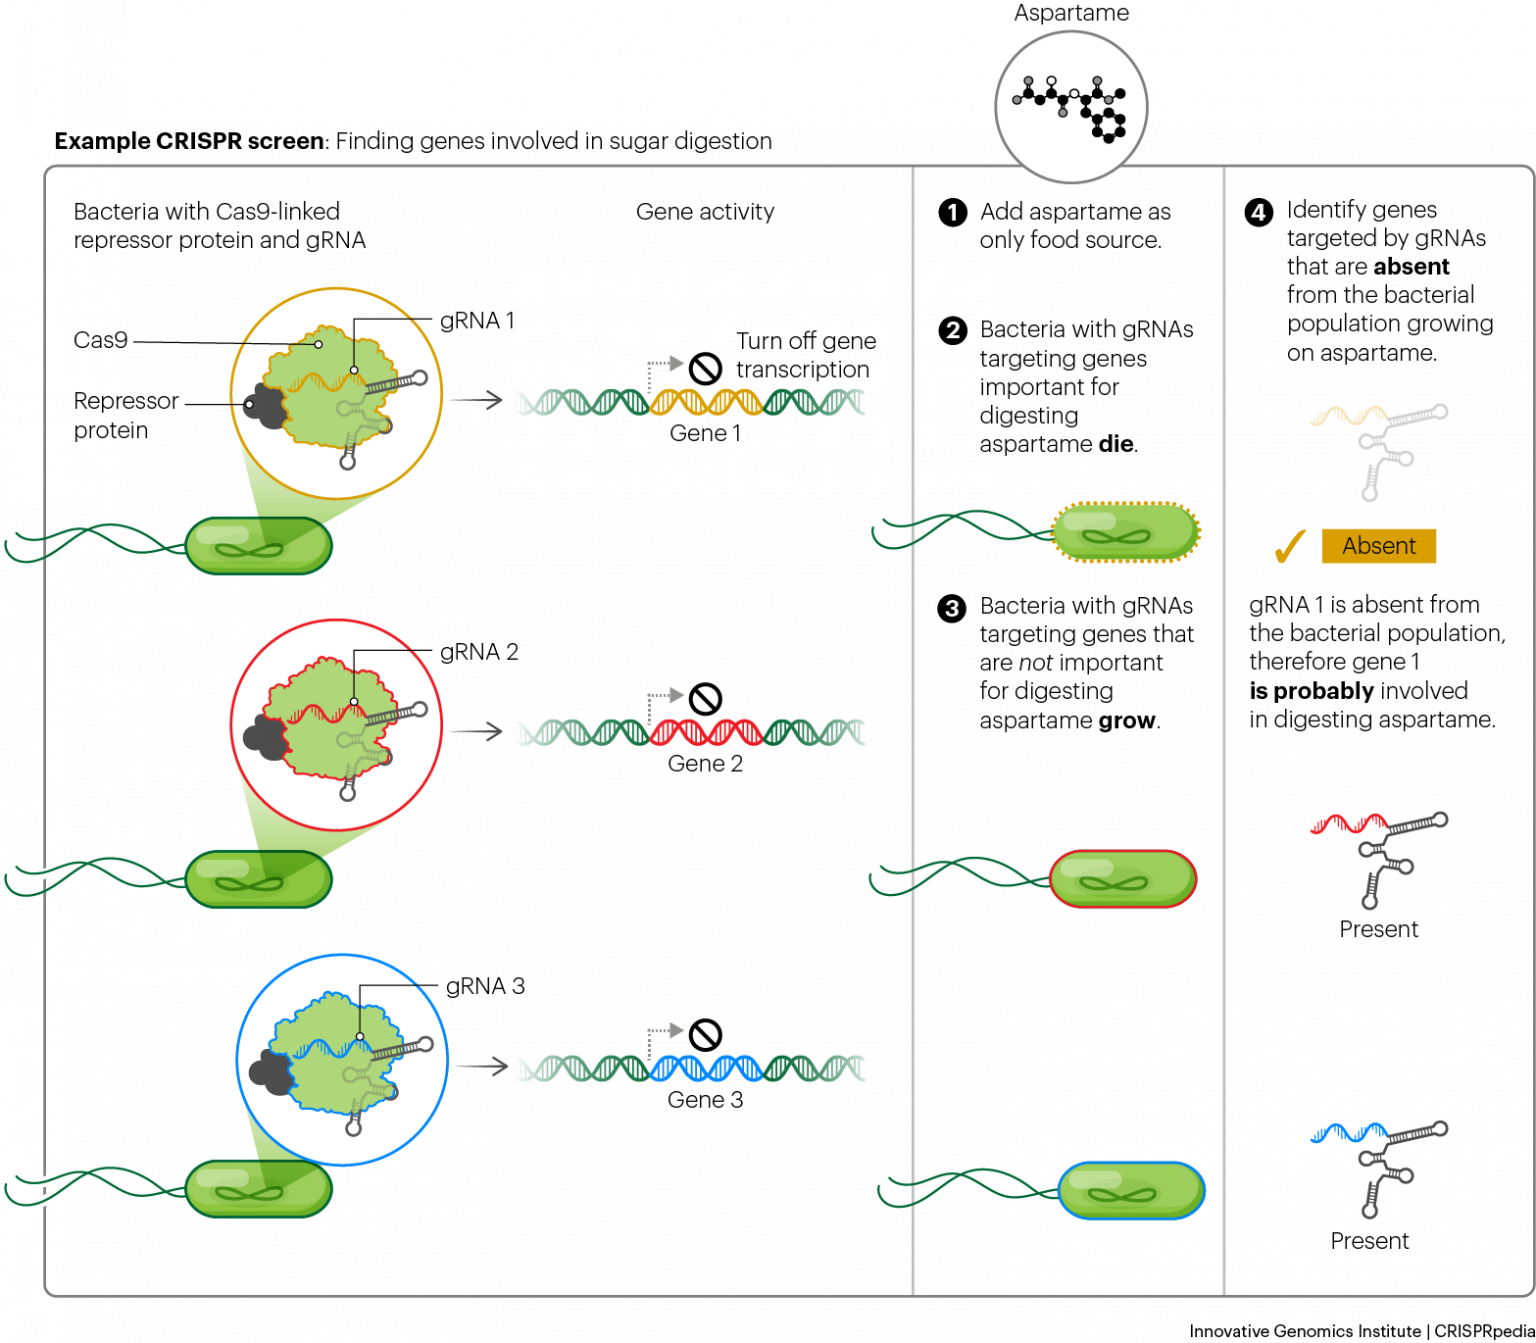 Aspartame
Example CRISPR screen: Finding genes involved in sugar digestion
Bacteria with Cas9-linked
repressor protein and gRNA
Gene activity
Cas9
Repressor
protein
gRNA 1
Turn off gene
transcription
Gene 1
gRNA 2
Gene 2
gRNA 3
Gene 3
1 Add aspartame as
only food source.
2 Bacteria with gRNAs
targeting genes
important for
digesting
aspartame die.
3 Bacteria with gRNAs
targeting genes that
are not important
for digesting
aspartame grow.
4 Identify genes
targeted by gRNAs
that are absent
from the bacterial
population growing
on aspartame.
✓ Absent
gRNA 1 is absent from
the bacterial population,
therefore gene 1
is probably involved
in digesting aspartame.
Present
Present
Innovative Genomics Institute | CRISPRpedia